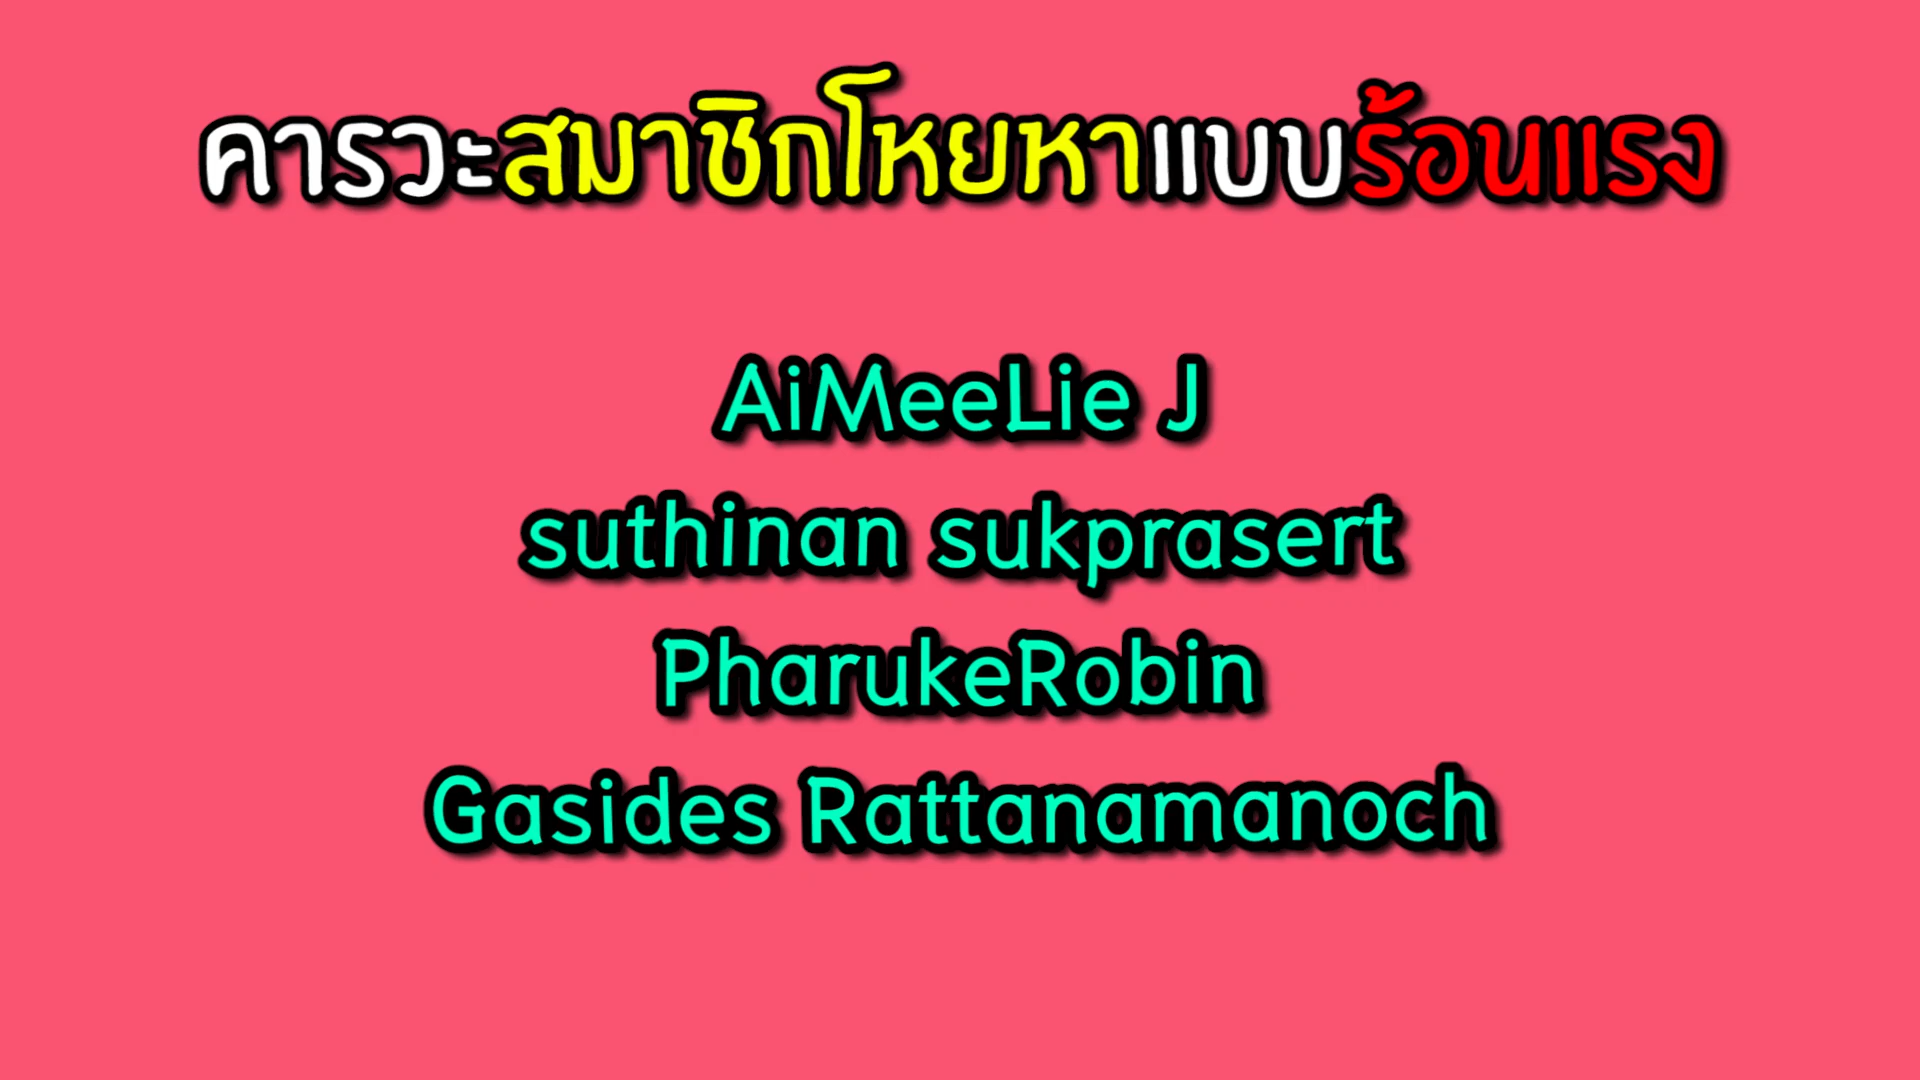 คารวะสมาชิกโหยหาแบบร้อนแรง
AiMeeLie J
suthinan sukprasert
PharukeRobin
Gasides Rattanamanoch